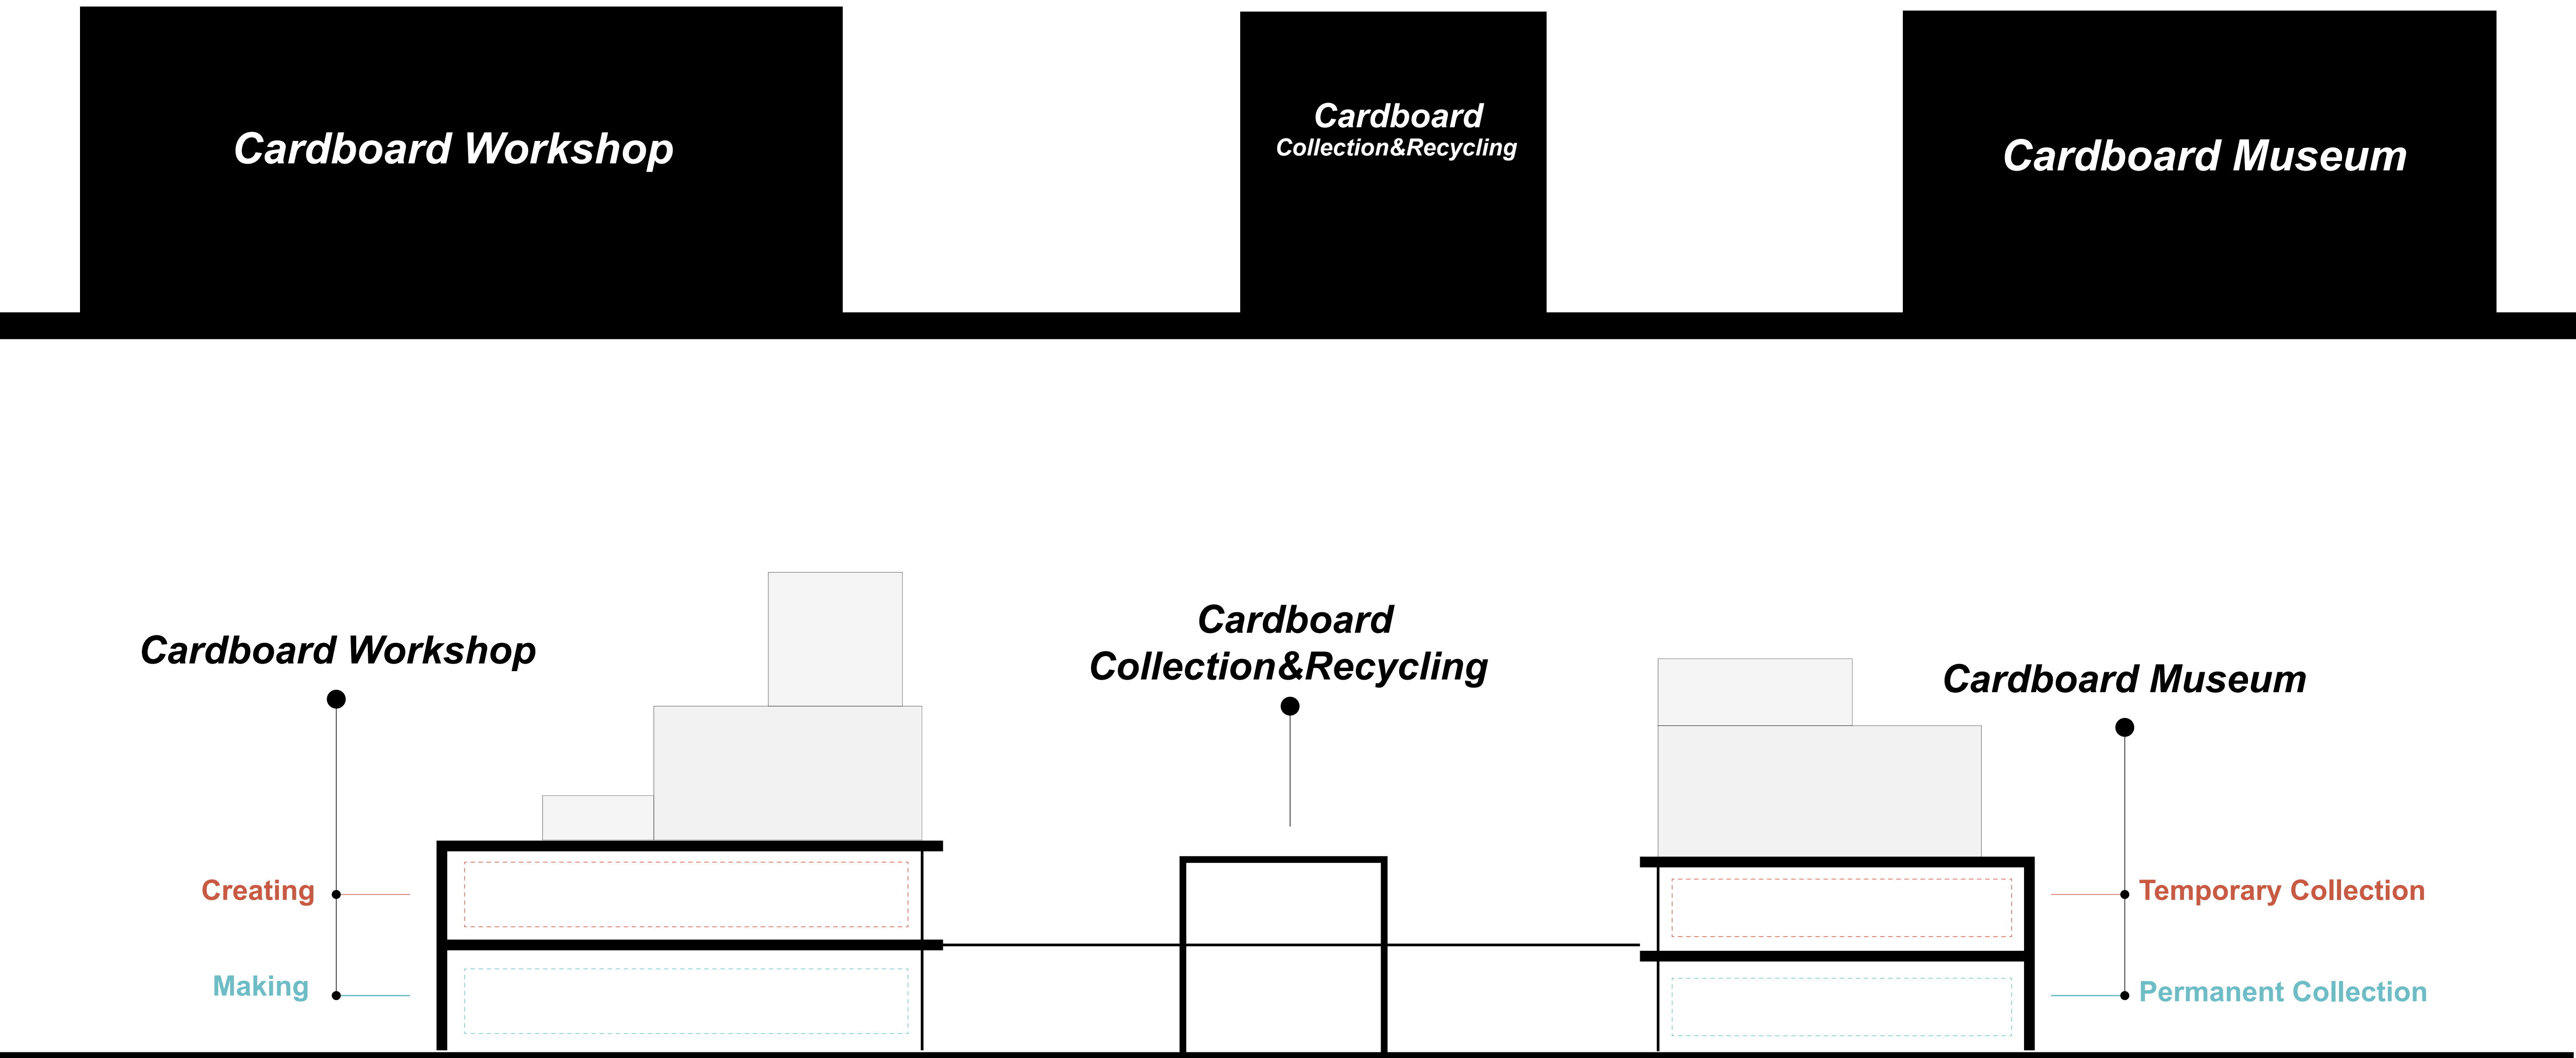 Cardboard Workshop
Cardboard
Collection&Recycling
Cardboard Museum
Cardboard Workshop
Cardboard
Collection&Recycling
Cardboard Museum
Creating
Making
Temporary Collection
Permanent Collection